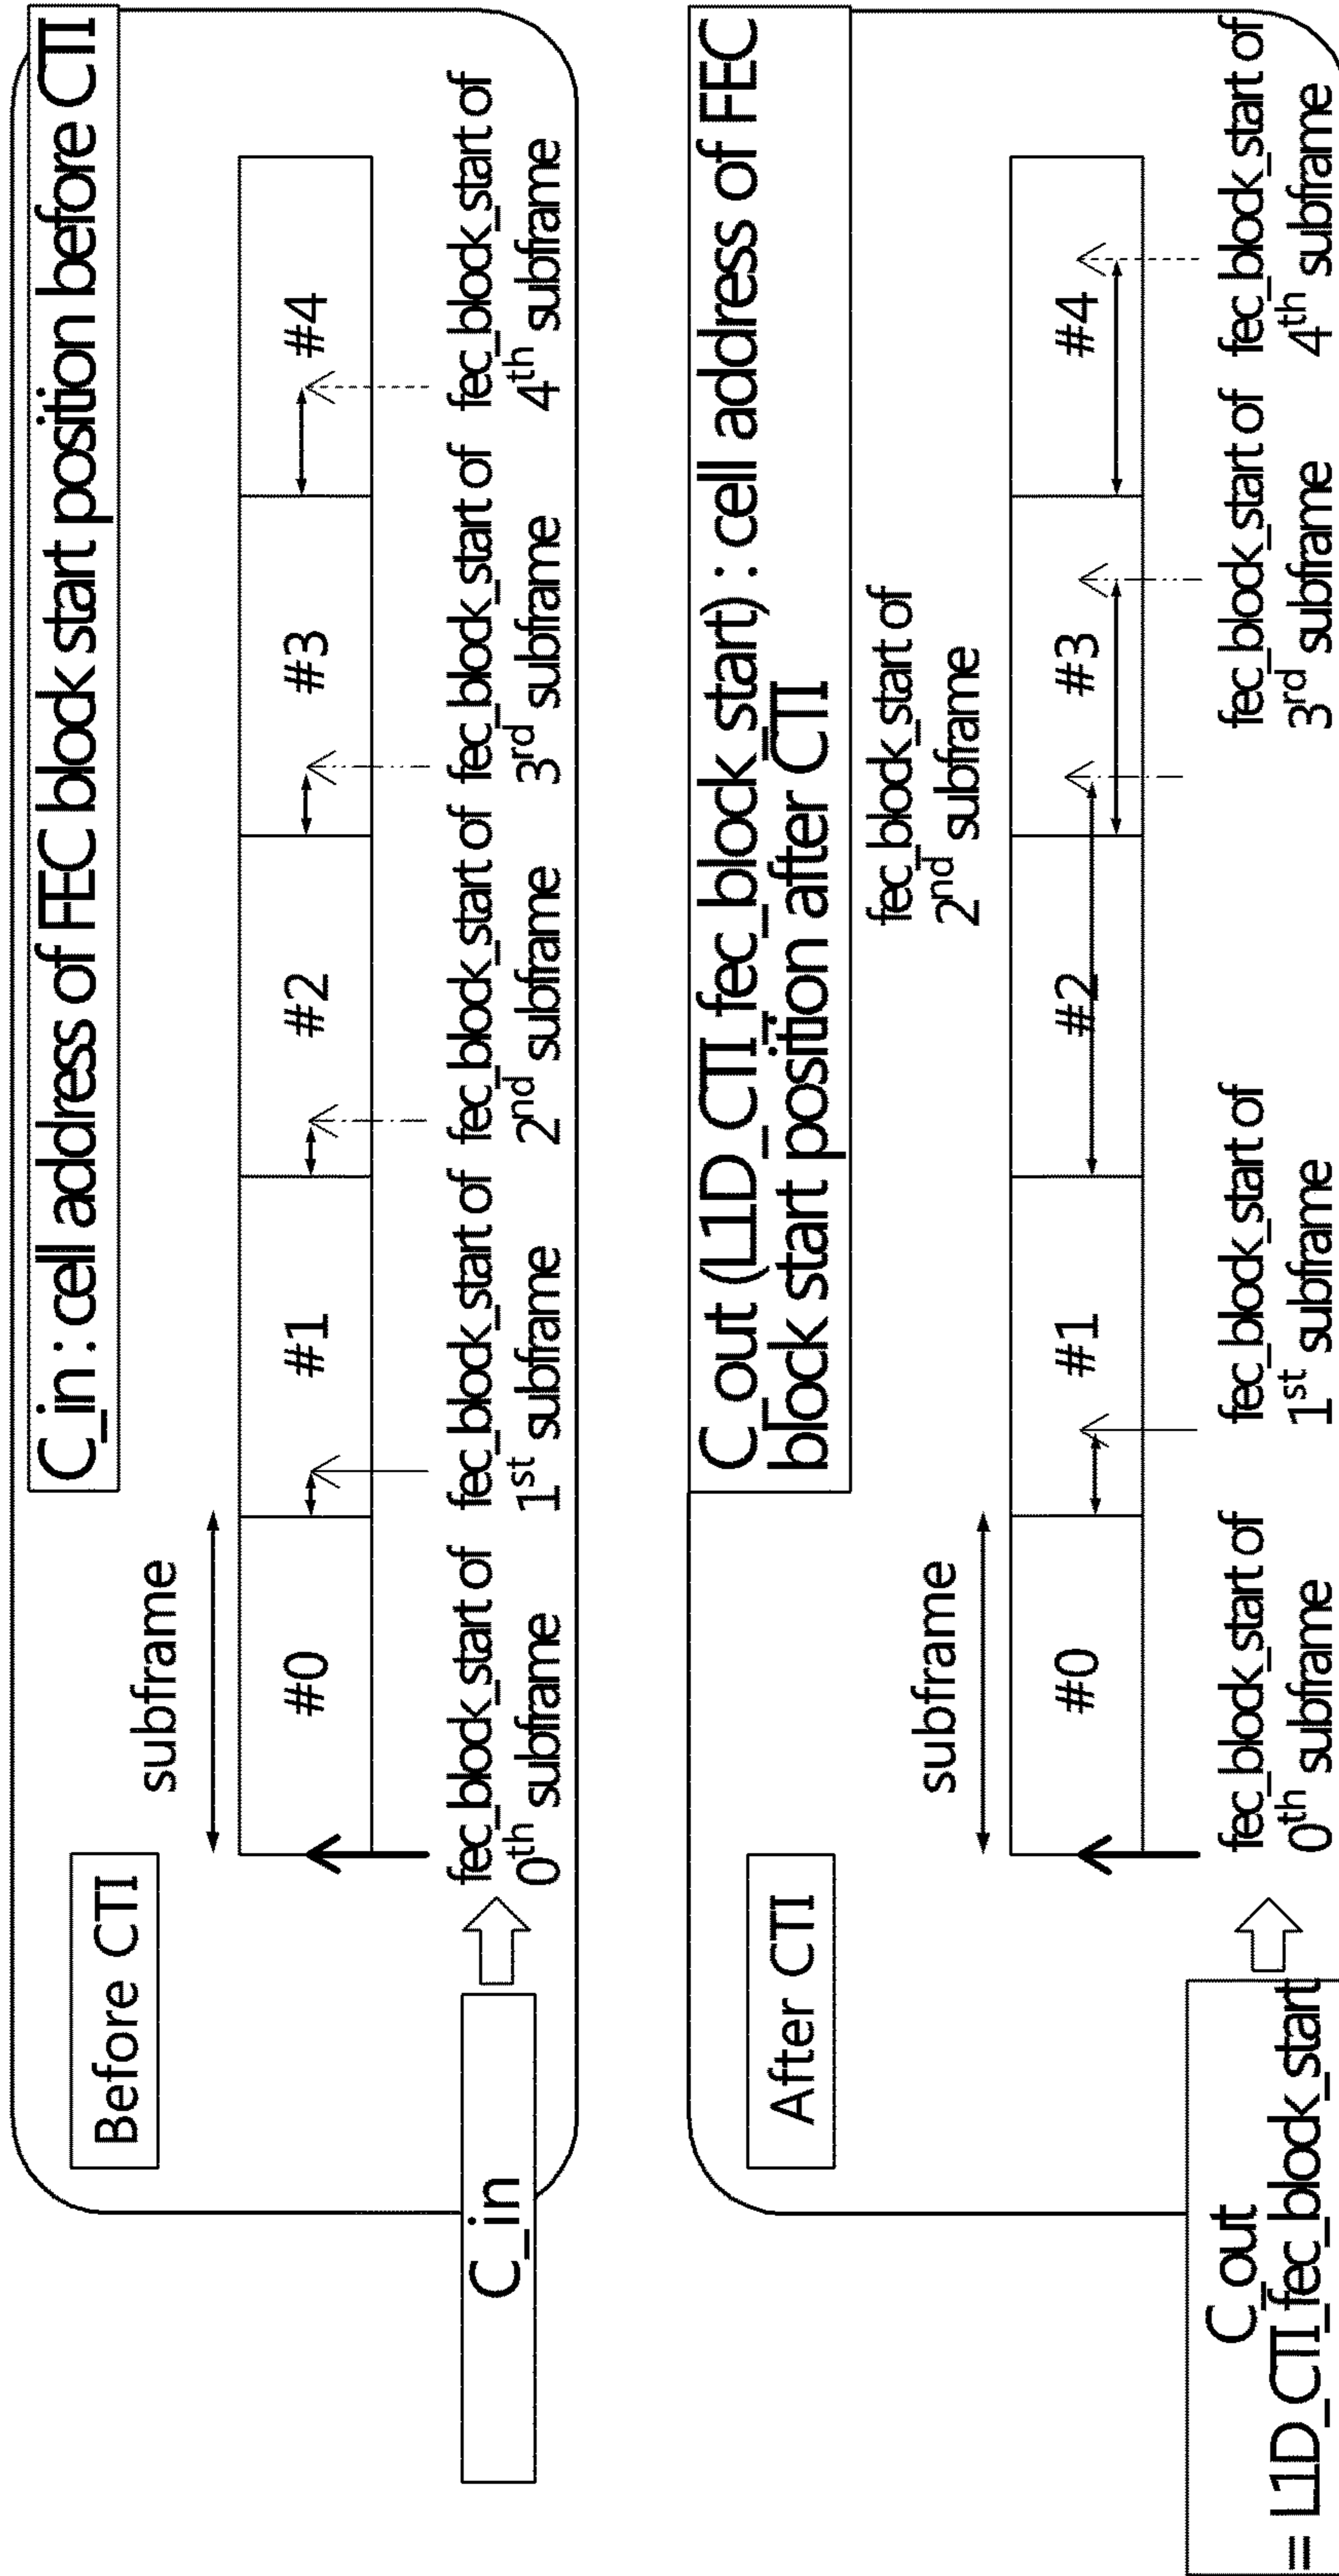 C_in : cell address of FEC block start position before CTI
Before CTI
subframe
#0
#1
#2
#3
#4
C_in
fec_block_start of
0th subframe
fec_block_start of
1st subframe
fec_block_start of
2nd subframe
fec_block_start of
3rd subframe
fec_block_start of
4th subframe
C_out (L1D_CTI_fec_block_start) : cell address of FEC
block start position after CTI
After CTI
subframe
fec_block_start of
2nd subframe
#0
#1
#2
#3
#4
C_out
= L1D_CTI_fec_block_start
fec_block_start of
0th subframe
fec_block_start of
1st subframe
fec_block_start of
3rd subframe
fec_block_start of
4th subframe